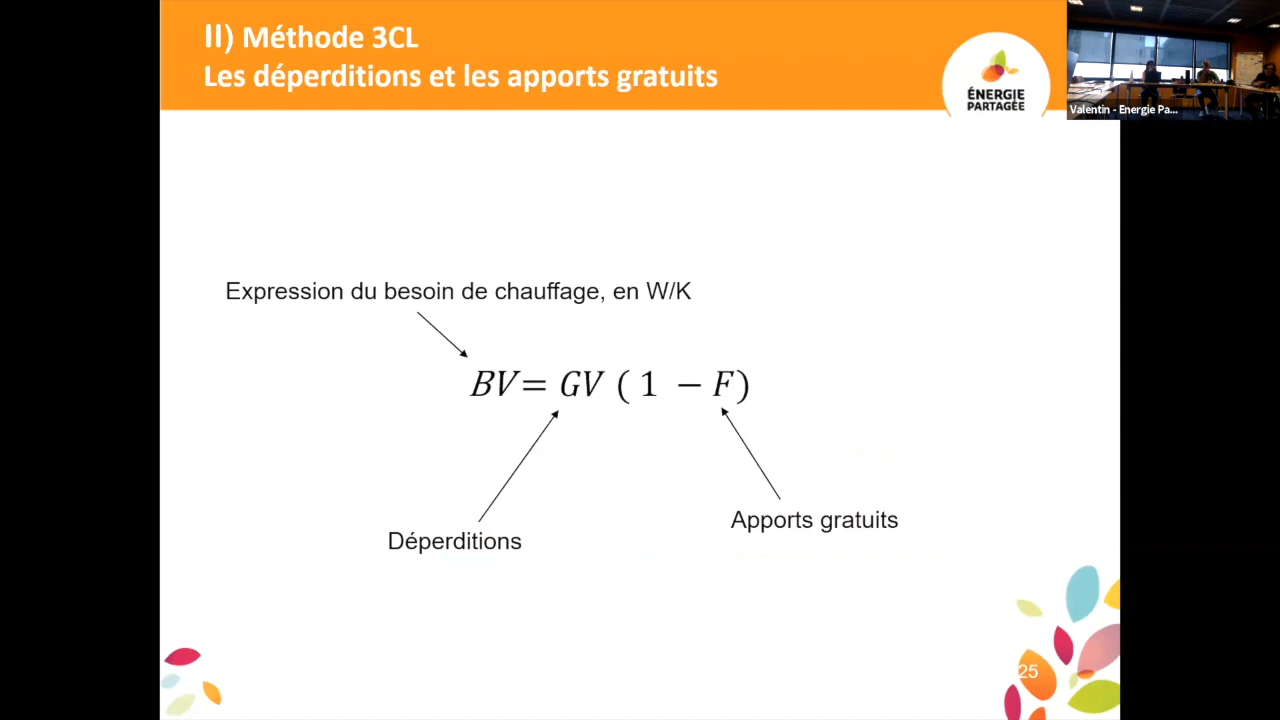 II) Méthode 3CL
Les déperditions et les apports gratuits
ÉNERGIE
PARTAGÉE
Valentin - Energie Pa...
Expression du besoin de chauffage, en W/K
BV= GV ( 1 − F)
Déperditions
Apports gratuits
25